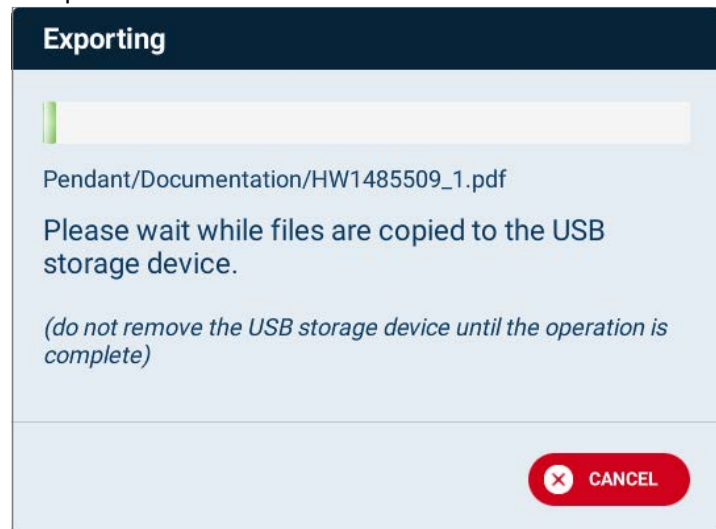 Exporting
Pendant/Documentation/HW1485509_1.pdf
Please wait while files are copied to the USB
storage device.
(do not remove the USB storage device until the operation is
complete)
CANCEL